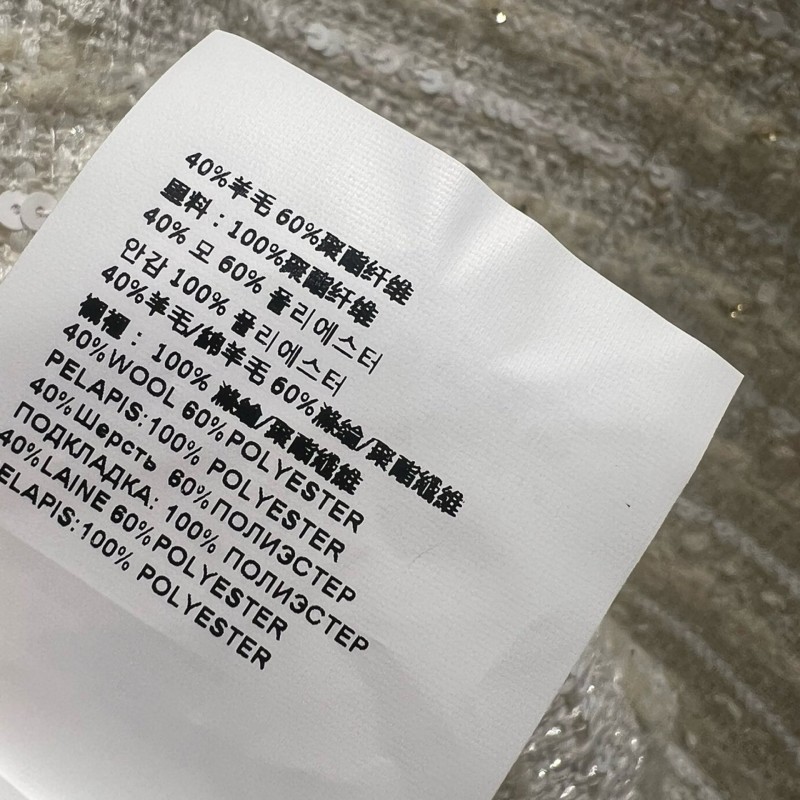 40%羊毛 60%聚酯纤维
里料：100%聚酯纤维
40% 모 60% 폴리에스터
안감 100% 폴리에스터
40%羊毛/綿羊毛 60%滌綸/聚酯纖維
襯裡：100% 滌綸/聚酯纖維
40%WOOL 60%POLYESTER
PELAPIS:100% POLYESTER
40%Шерсть 60%ПОЛИЭСТЕР
ПОДКЛАДКА: 100% ПОЛИЭСТЕР
40%LAINE 60%POLYESTER
ELAPIS:100% POLYESTER